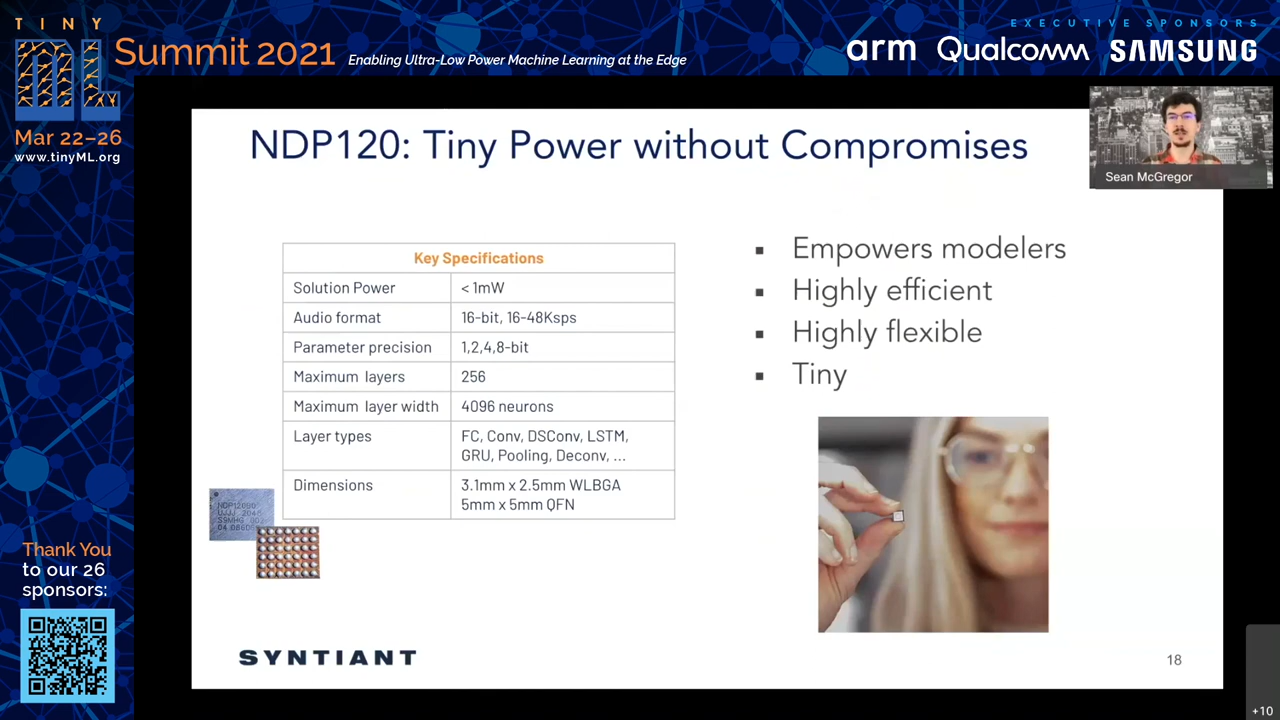 TINY
ML
Summit 2021
Enabling Ultra-Low Power Machine Learning at the Edge
EXECUTIVE SPONSORS
arm Qualcomm SAMSUNG
Mar 22–26
www.tinyML.org
NDP120: Tiny Power without Compromises
Sean McGregor
Key Specifications
Solution Power < 1mW
Audio format 16-bit, 16-48Ksps
Parameter precision 1,2,4,8-bit
Maximum layers 256
Maximum layer width 4096 neurons
Layer types FC, Conv, DSConv, LSTM,
GRU, Pooling, Deconv, ...
Dimensions 3.1mm x 2.5mm WLBGA
5mm x 5mm QFN
▪ Empowers modelers
▪ Highly efficient
▪ Highly flexible
▪ Tiny
Thank You
to our 26
sponsors:
SYNTIANT
18
+10